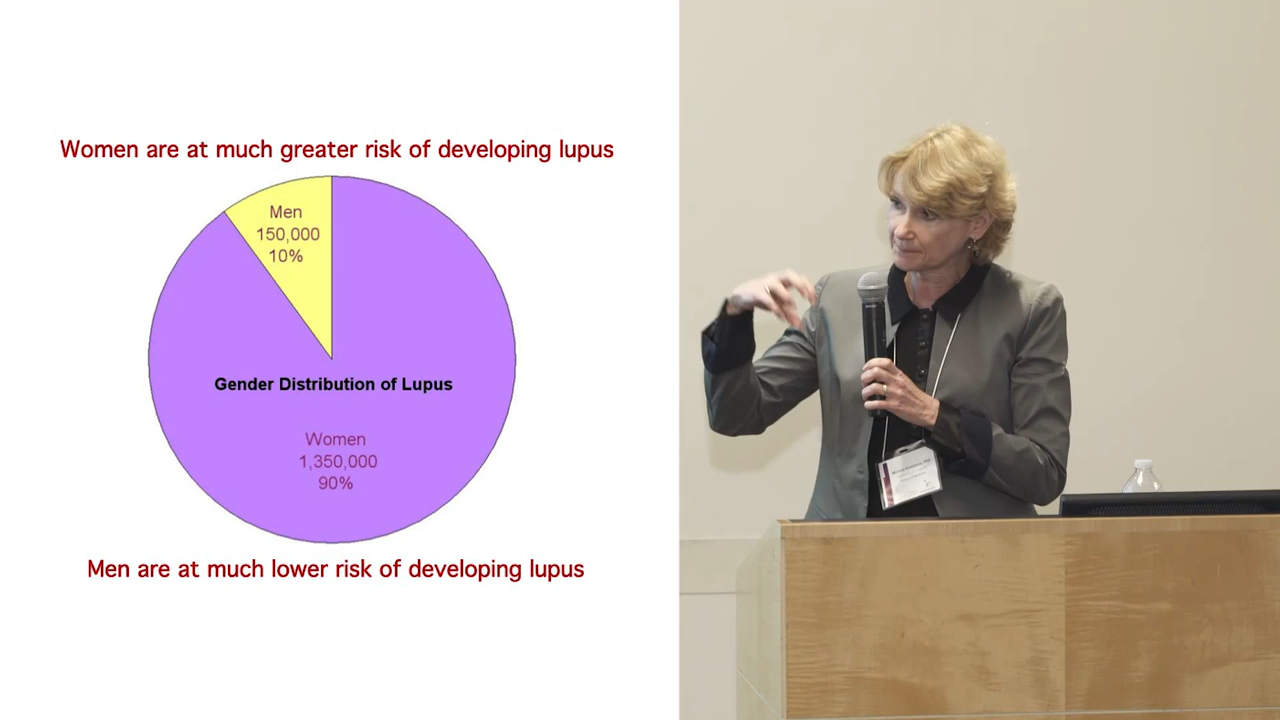 Women are at much greater risk of developing lupus
Men
150,000
10%
Gender Distribution of Lupus
Women
1,350,000
90%
Men are at much lower risk of developing lupus